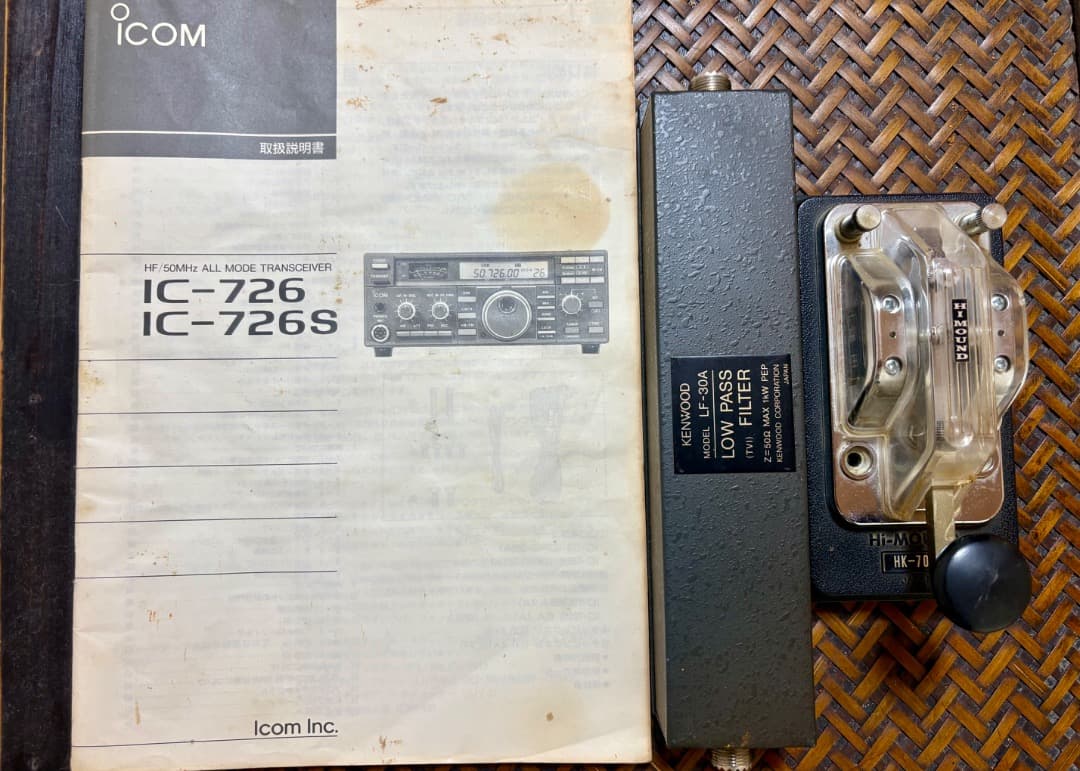 ICOM
取扱説明書
HF/50MHz ALL MODE TRANSCEIVER
IC-726
IC-726S
50.726.00 26
ICOM
Icom Inc.
KENWOOD
MODEL LF-30A
LOW PASS
(TVI) FILTER
Z=50Ω MAX 1kW PEP
KENWOOD CORPORATION
JAPAN
HI MOUND
HK-70